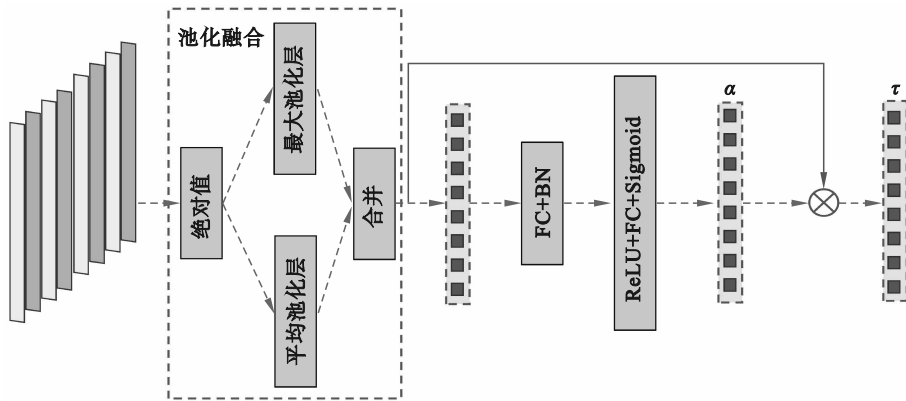 池化融合
绝对值
最大池化层
平均池化层
合并
FC+BN
ReLU+FC+Sigmoid
α
τ